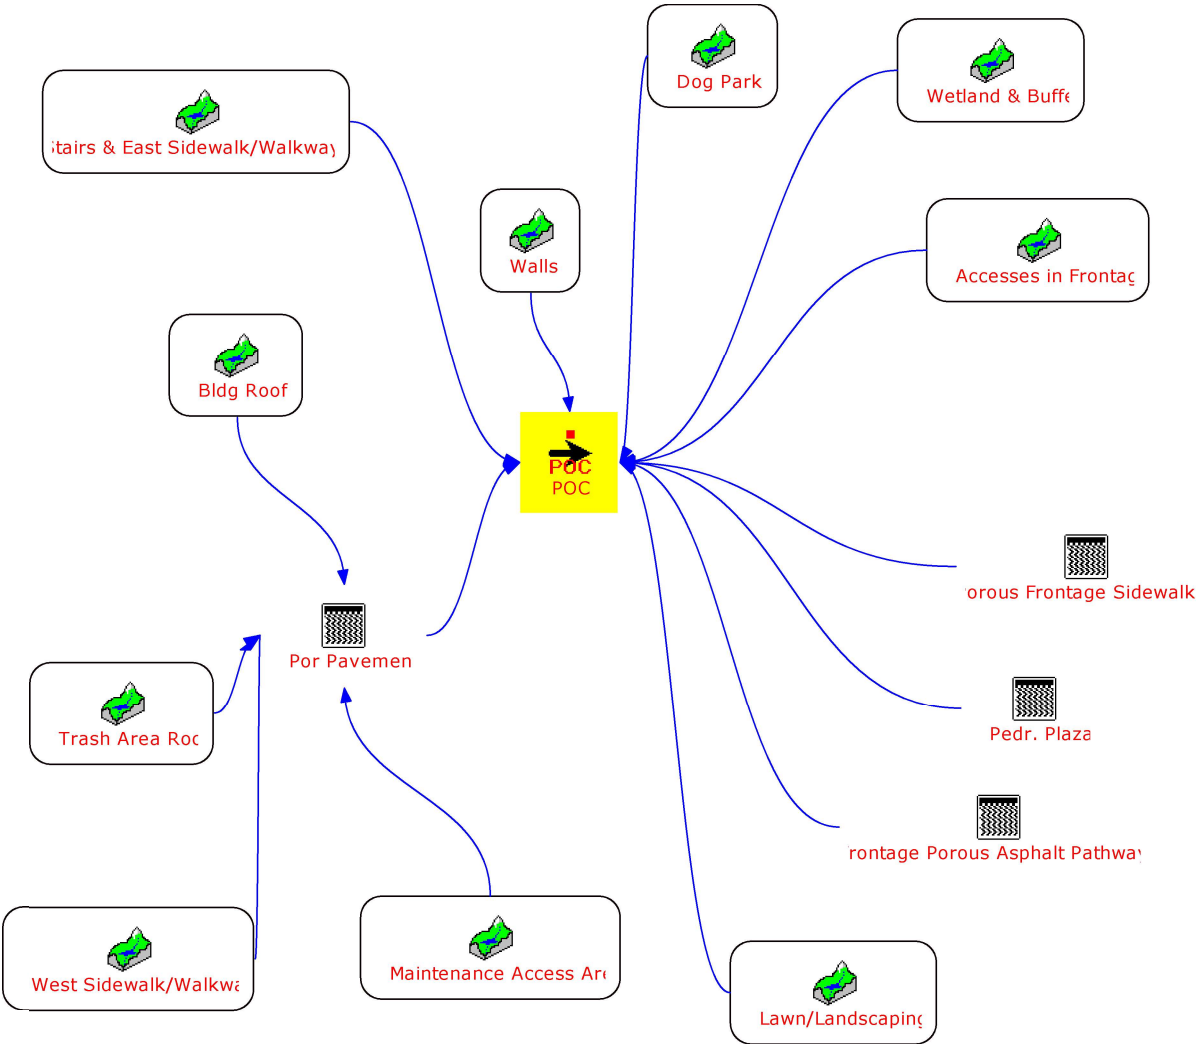 Dog Park
Wetland & Buffe
tairs & East Sidewalk/Walkway
Walls
Accesses in Frontag
Bldg Roof
POC
POC
orous Frontage Sidewalk
Por Pavemen
Trash Area Roo
Pedr. Plaza
rontage Porous Asphalt Pathway
West Sidewalk/Walkwa
Maintenance Access Are
Lawn/Landscaping